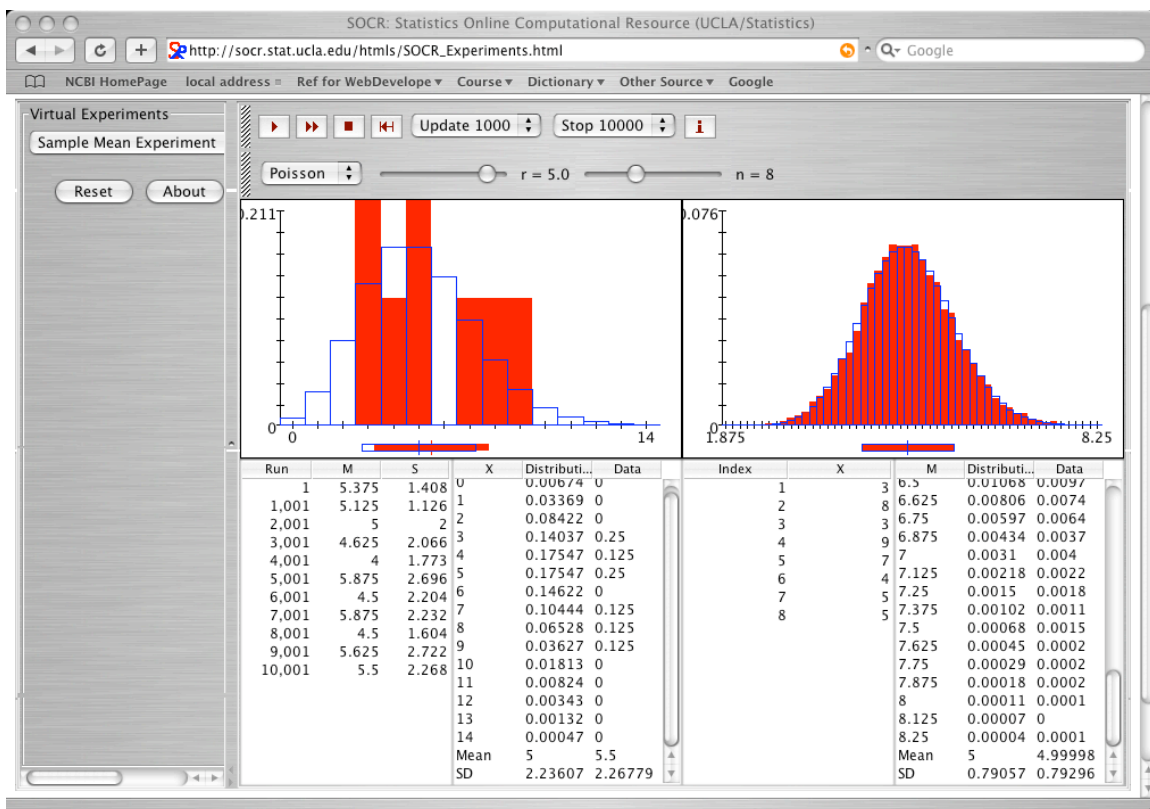 SOCR: Statistics Online Computational Resource (UCLA/Statistics)
http://socr.stat.ucla.edu/htmls/SOCR_Experiments.html
Google
NCBI HomePage local address Ref for WebDevelope Course Dictionary Other Source Google
Virtual Experiments
Sample Mean Experiment
Reset About
Update 1000 Stop 10000 i
Poisson r = 5.0 n = 8
0.211
0
0 14
0.076
0
1.875 8.25
Run M S
1 5.375 1.408
1,001 5.125 1.126
2,001 5 2
3,001 4.625 2.066
4,001 4 1.773
5,001 5.875 2.696
6,001 4.5 2.204
7,001 5.875 2.232
8,001 4.5 1.604
9,001 5.625 2.722
10,001 5.5 2.268
X Distributi... Data
0 0.00674 0
1 0.03369 0
2 0.08422 0
3 0.14037 0.25
4 0.17547 0.125
5 0.17547 0.25
6 0.14622 0
7 0.10444 0.125
8 0.06528 0.125
9 0.03627 0.125
10 0.01813 0
11 0.00824 0
12 0.00343 0
13 0.00132 0
14 0.00047 0
Mean 5 5.5
SD 2.23607 2.26779
Index X
1 3
2 8
3 3
4 9
5 7
6 4
7 5
8 5
M Distributi... Data
6.5 0.01068 0.0097
6.625 0.00806 0.0074
6.75 0.00597 0.0064
6.875 0.00434 0.0037
7 0.0031 0.004
7.125 0.00218 0.0022
7.25 0.0015 0.0018
7.375 0.00102 0.0011
7.5 0.00068 0.0015
7.625 0.00045 0.0002
7.75 0.00029 0.0002
7.875 0.00018 0.0002
8 0.00011 0.0001
8.125 0.00007 0
8.25 0.00004 0.0001
Mean 5 4.99998
SD 0.79057 0.79296